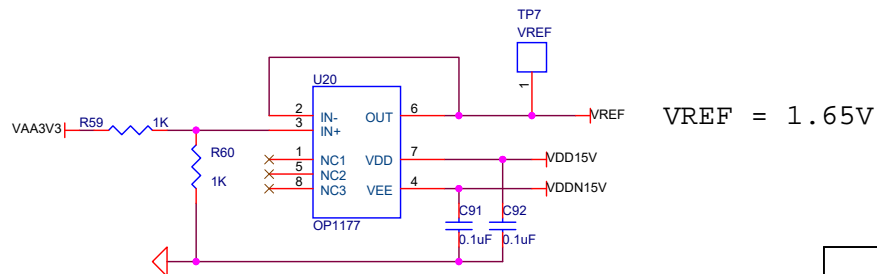 TP7
VREF
U20
1
2 IN- OUT 6 VREF VREF = 1.65V
VAA3V3 R59 1K 3 IN+
R60
1K
1 NC1 VDD 7 VDD15V
5 NC2
8 NC3 VEE 4 VDDN15V
C91 C92
OP1177
0.1uF 0.1uF